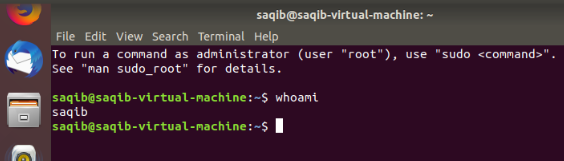 saqib@saqib-virtual-machine: ~
File Edit View Search Terminal Help
To run a command as administrator (user "root"), use "sudo <command>".
See "man sudo_root" for details.
saqib@saqib-virtual-machine:~$ whoami
saqib
saqib@saqib-virtual-machine:~$